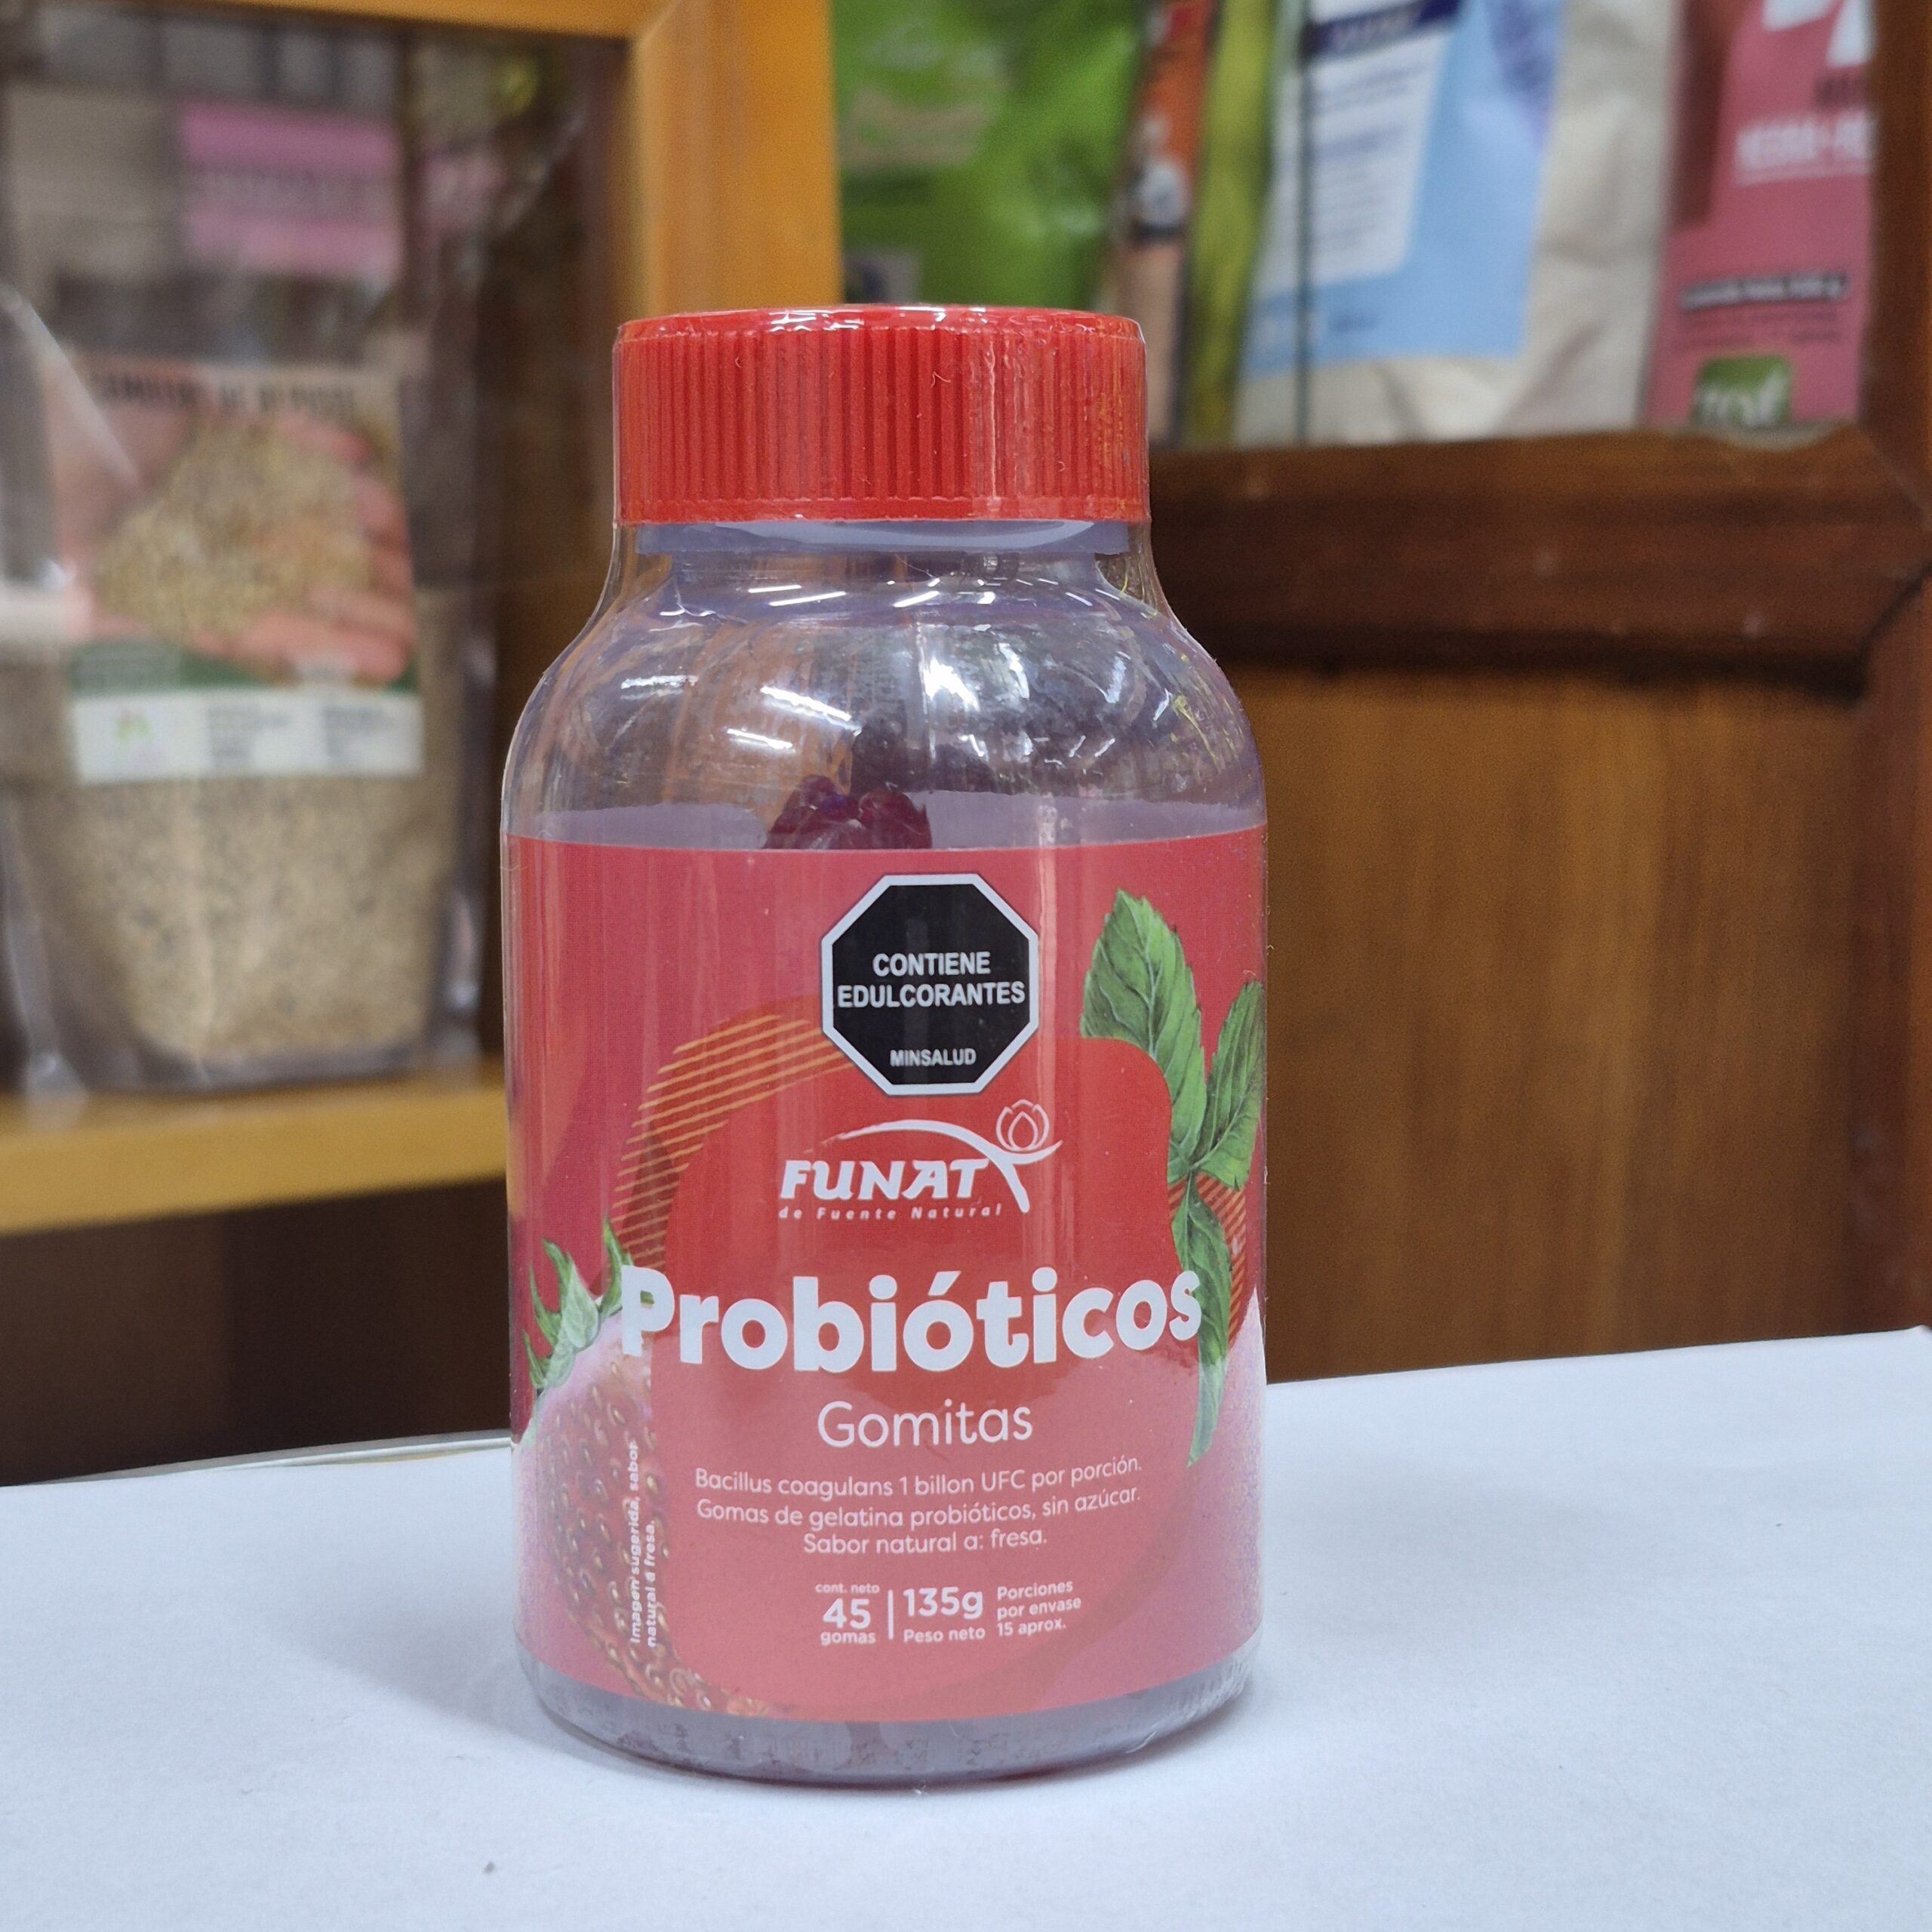 CONTIENE
EDULCORANTES
MINSALUD
FUNAT
de Fuente Natural
Probióticos
Gomitas
Bacillus coagulans 1 billon UFC por porción.
Gomas de gelatina probióticos, sin azúcar.
Sabor natural a: fresa.
cont. neto
45
gomas
135g
Peso neto
Porciones
por envase
15 aprox.
Imagen sugerida, sabor
natural a fresa.